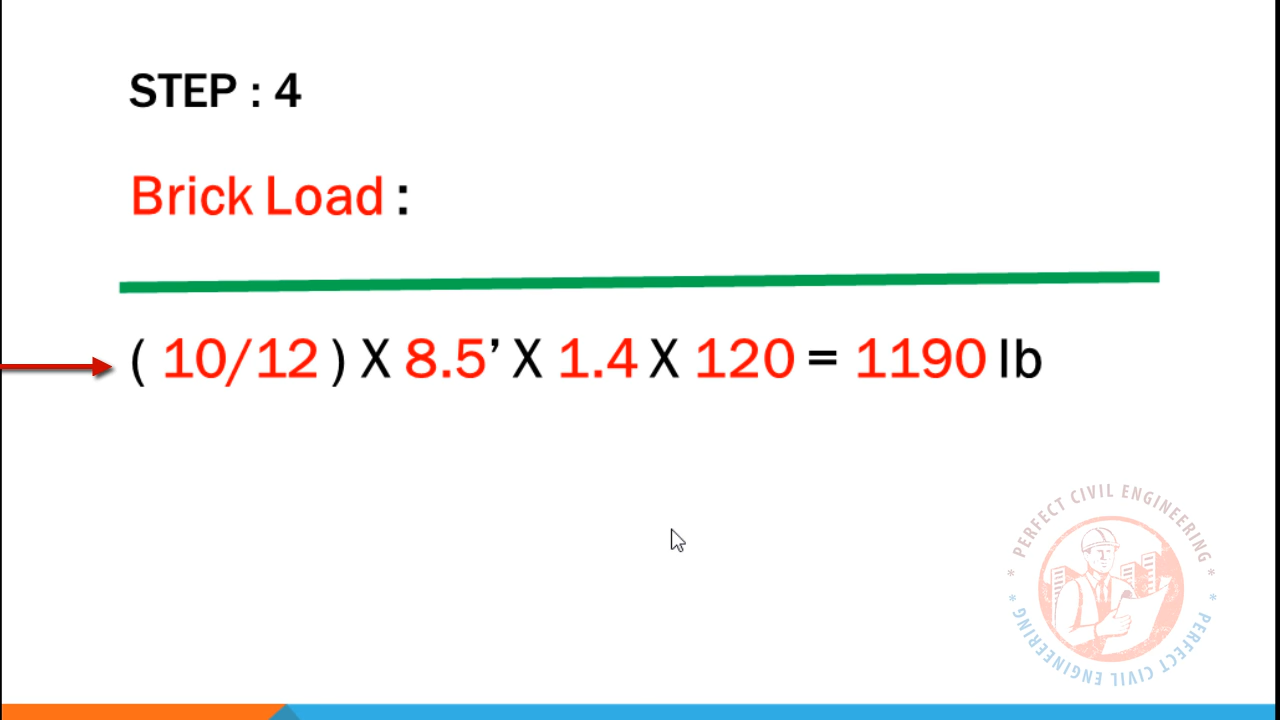 STEP : 4
Brick Load :
( 10/12 ) X 8.5’ X 1.4 X 120 = 1190 lb
* PERFECT CIVIL ENGINEERING *
* PERFECT CIVIL ENGINEERING *